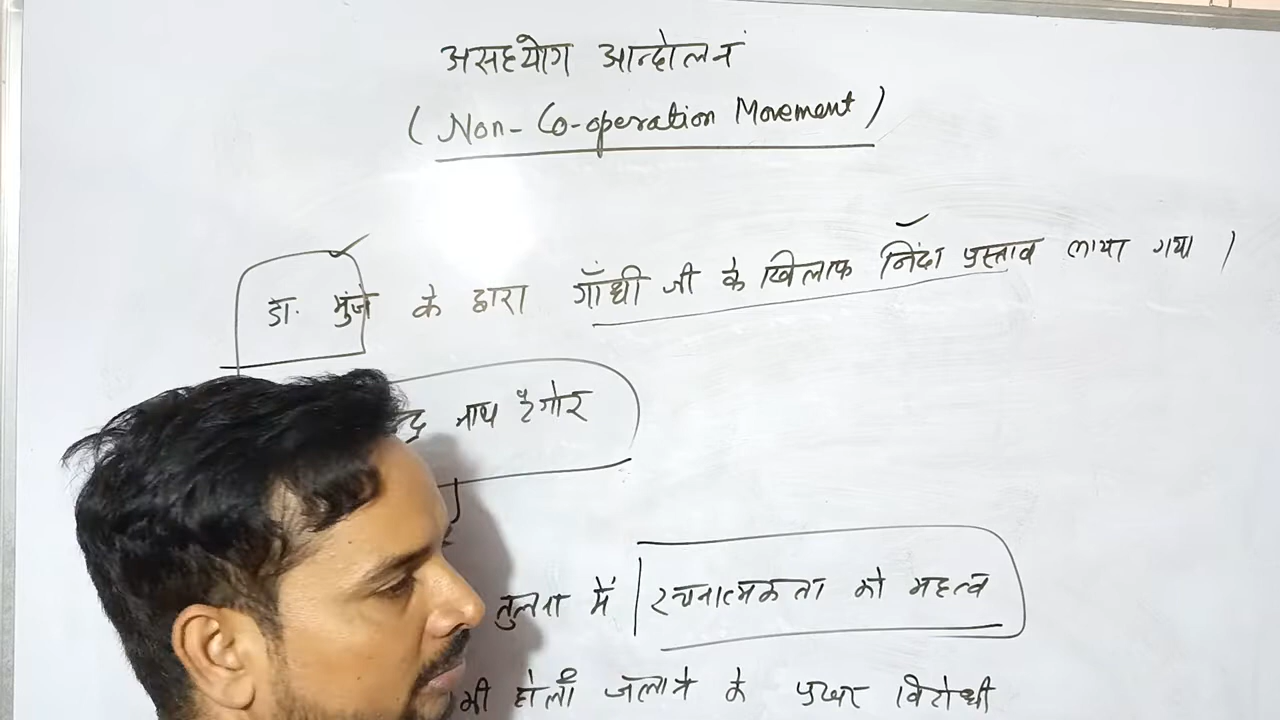 असहयोग आन्दोलन
( Non-Co-operation Movement )
डा. मुंजे के द्वारा गाँधी जी के खिलाफ निंदा प्रस्ताव लाया गया ।
नाथ टैगोर
तुलना में रचनात्मकता को महत्व
होली जलाने के प्रखर विरोधी